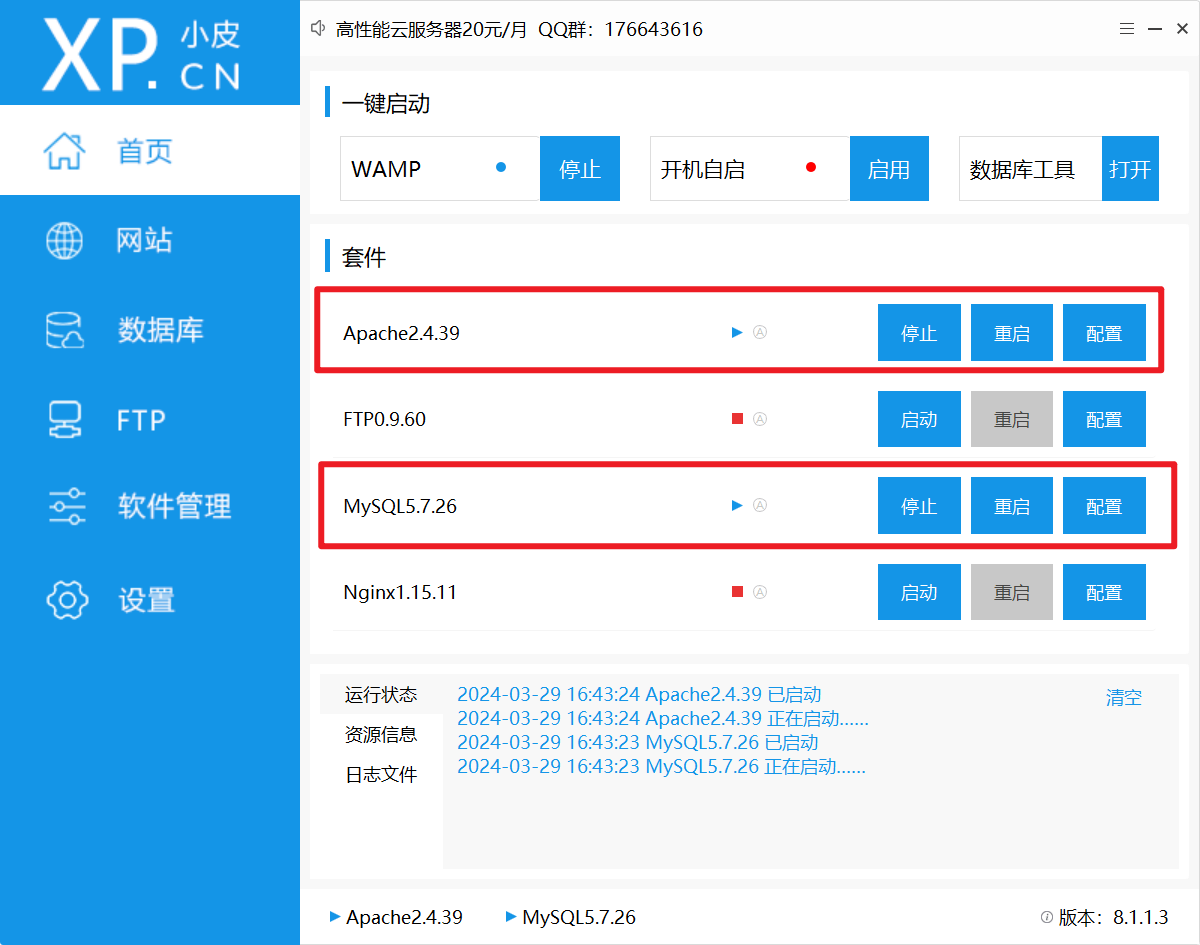 XP.CN 小皮
高性能云服务器20元/月 QQ群：176643616
首页
网站
数据库
FTP
软件管理
设置
一键启动
WAMP 停止 开机自启 启用 数据库工具 打开
套件
Apache2.4.39 Ⓐ 停止 重启 配置
FTP0.9.60 Ⓐ 启动 重启 配置
MySQL5.7.26 Ⓐ 停止 重启 配置
Nginx1.15.11 Ⓐ 启动 重启 配置
运行状态
资源信息
日志文件
2024-03-29 16:43:24 Apache2.4.39 已启动
2024-03-29 16:43:24 Apache2.4.39 正在启动......
2024-03-29 16:43:23 MySQL5.7.26 已启动
2024-03-29 16:43:23 MySQL5.7.26 正在启动......
清空
Apache2.4.39 MySQL5.7.26 版本：8.1.1.3